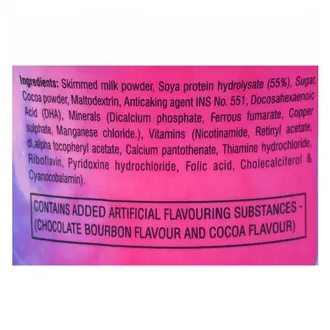 Ingredients: Skimmed milk powder, Soya protein hydrolysate (55%), Sugar,
Cocoa powder, Maltodextrin, Anticaking agent INS No. 551, Docosahexaenoic
Acid (DHA), Minerals (Dicalcium phosphate, Ferrous fumarate, Copper
sulphate, Manganese chloride.), Vitamins (Nicotinamide, Retinyl acetate,
dl,alpha tocopheryl acetate, Calcium pantothenate, Thiamine hydrochloride,
Riboflavin, Pyridoxine hydrochloride, Folic acid, Cholecalciferol &
Cyanocobalamin).
CONTAINS ADDED ARTIFICIAL FLAVOURING SUBSTANCES -
(CHOCOLATE BOURBON FLAVOUR AND COCOA FLAVOUR)